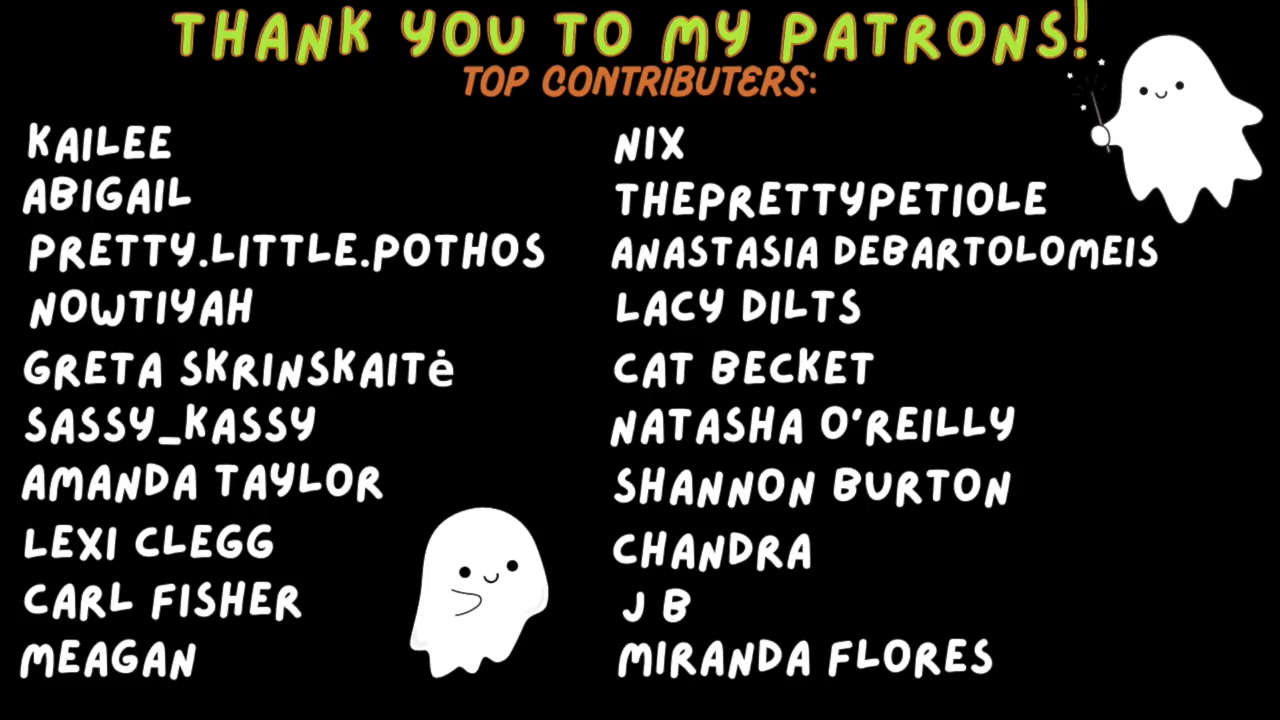 THANK YOU TO MY PATRONS!
TOP CONTRIBUTERS:
KAILEE
ABIGAIL
PRETTY.LITTLE.POTHOS
NOWTIYAH
GRETA SKRINSKAITė
SASSY_KASSY
AMANDA TAYLOR
LEXI CLEGG
CARL FISHER
MEAGAN
NIX
THEPRETTYPETIOLE
ANASTASIA DEBARTOLOMEIS
LACY DILTS
CAT BECKET
NATASHA O'REILLY
SHANNON BURTON
CHANDRA
J B
MIRANDA FLORES